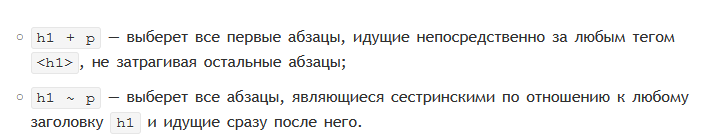 h1 + p — выберет все первые абзацы, идущие непосредственно за любым тегом
<h1>, не затрагивая остальные абзацы;
h1 ~ p — выберет все абзацы, являющиеся сестринскими по отношению к любому
заголовку h1 и идущие сразу после него.